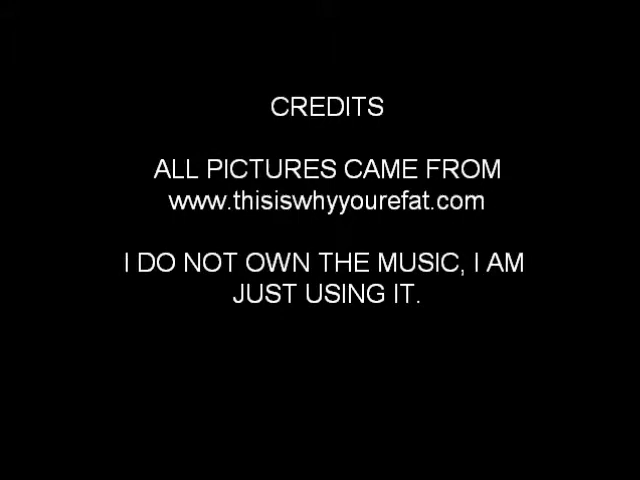 CREDITS
ALL PICTURES CAME FROM
www.thisiswhyyourefat.com
I DO NOT OWN THE MUSIC, I AM
JUST USING IT.